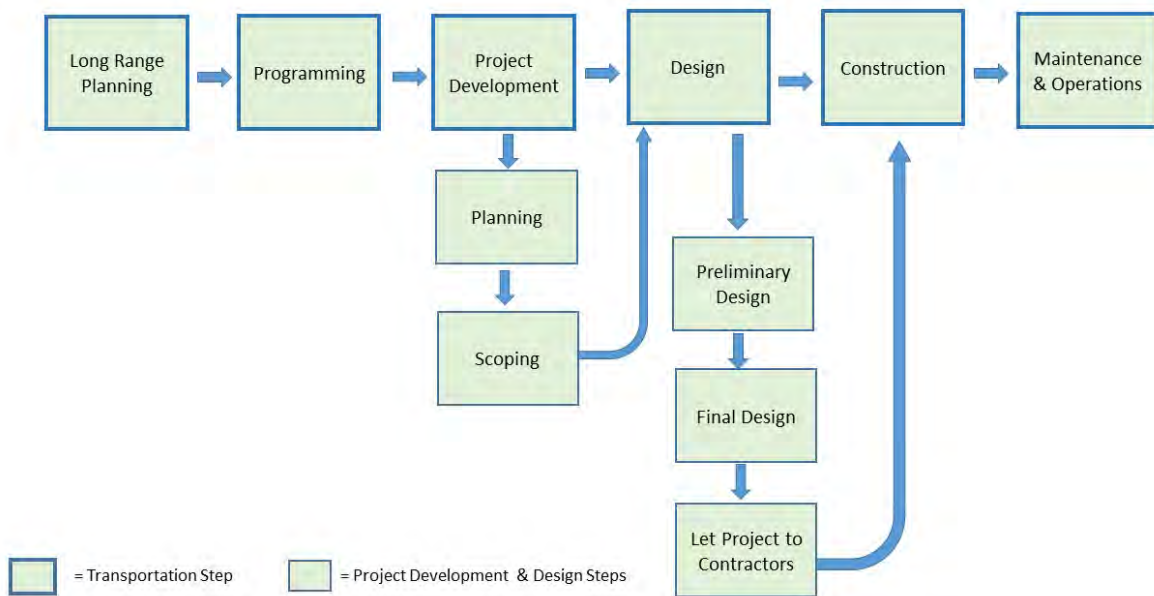 Long Range
Planning
Programming
Project
Development
Design
Construction
Maintenance
& Operations
Planning
Scoping
Preliminary
Design
Final Design
Let Project to
Contractors
= Transportation Step
= Project Development & Design Steps